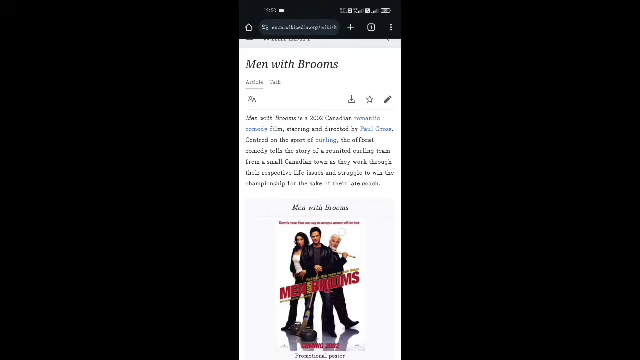 Men with Brooms
Article Talk
Men with Brooms is a 2002 Canadian romantic
comedy film, starring and directed by Paul Gross.
Centred on the sport of curling, the offbeat
comedy tells the story of a reunited curling team
from a small Canadian town as they work through
their respective life issues and struggle to win the
championship for the sake of their late coach.
Men with Brooms
MEN WITH BROOMS
COMING 2002
Promotional poster